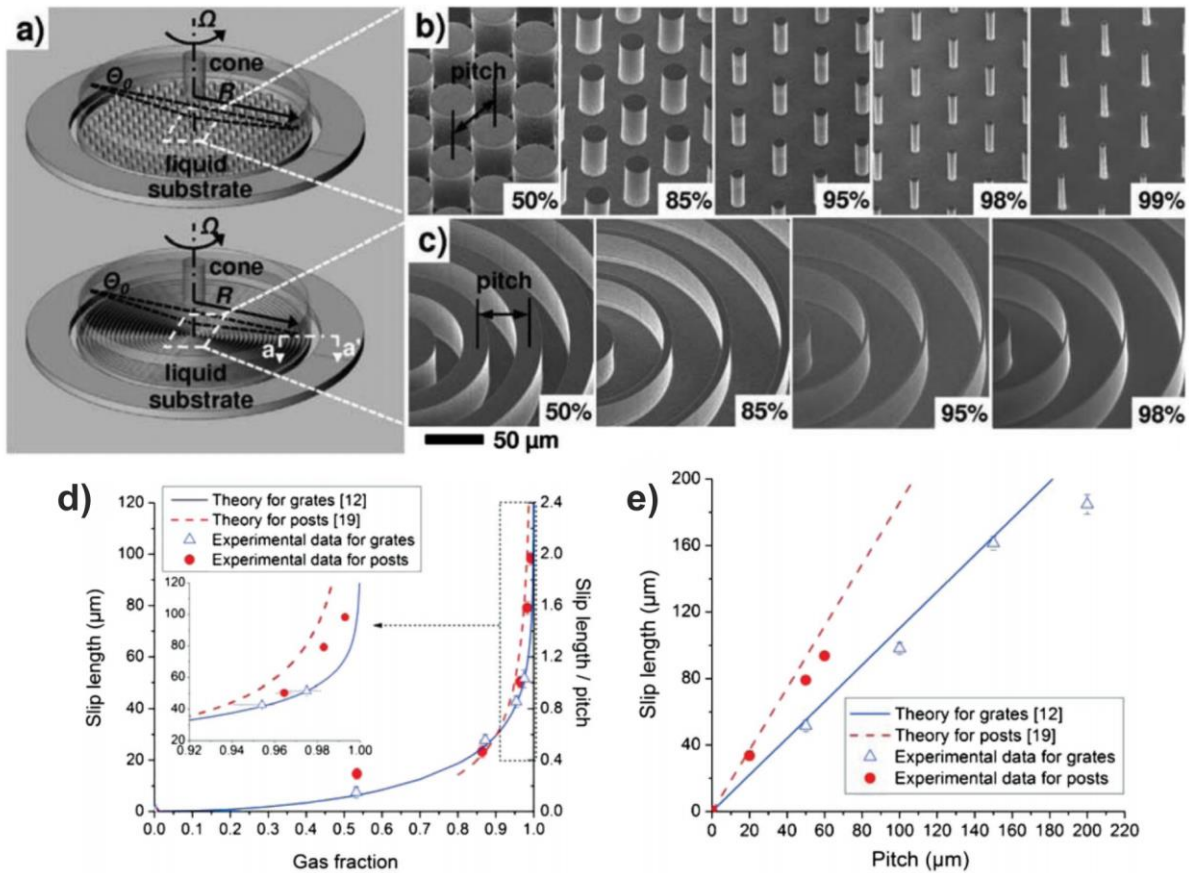 a)
Ω
cone
Θ₀
R
liquid
substrate
Ω
cone
Θ₀
R
a
a'
liquid
substrate
b)
pitch
50%
85%
95%
98%
99%
c)
pitch
50%
85%
95%
98%
50 µm
d)
Theory for grates [12]
Theory for posts [19]
Experimental data for grates
Experimental data for posts
120
100
80
60
40
20
0
Slip length (µm)
2.4
2.0
1.6
1.2
0.8
0.4
0.0
Slip length / pitch
120
100
80
60
40
20
0.92 0.94 0.96 0.98 1.00
0.0 0.1 0.2 0.3 0.4 0.5 0.6 0.7 0.8 0.9 1.0
Gas fraction
e)
200
160
120
80
40
0
Slip length (µm)
Theory for grates [12]
Theory for posts [19]
Experimental data for grates
Experimental data for posts
0 20 40 60 80 100 120 140 160 180 200 220
Pitch (µm)